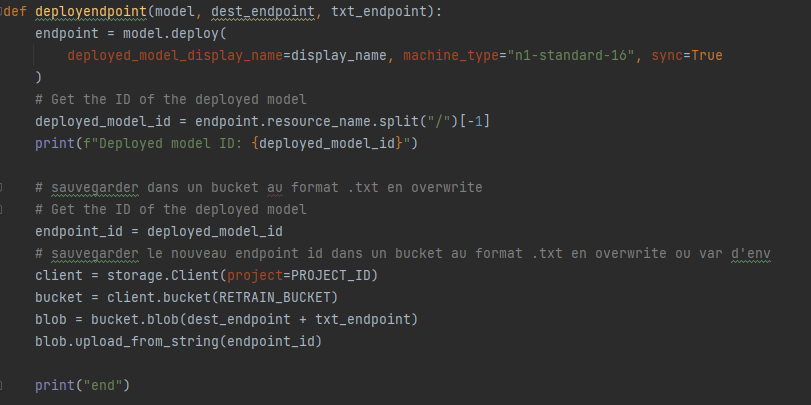 def deployendpoint(model, dest_endpoint, txt_endpoint):
    endpoint = model.deploy(
        deployed_model_display_name=display_name, machine_type="n1-standard-16", sync=True
    )
    # Get the ID of the deployed model
    deployed_model_id = endpoint.resource_name.split("/")[-1]
    print(f"Deployed model ID: {deployed_model_id}")

    # sauvegarder dans un bucket au format .txt en overwrite
    # Get the ID of the deployed model
    endpoint_id = deployed_model_id
    # sauvegarder le nouveau endpoint id dans un bucket au format .txt en overwrite ou var d'env
    client = storage.Client(project=PROJECT_ID)
    bucket = client.bucket(RETRAIN_BUCKET)
    blob = bucket.blob(dest_endpoint + txt_endpoint)
    blob.upload_from_string(endpoint_id)

    print("end")